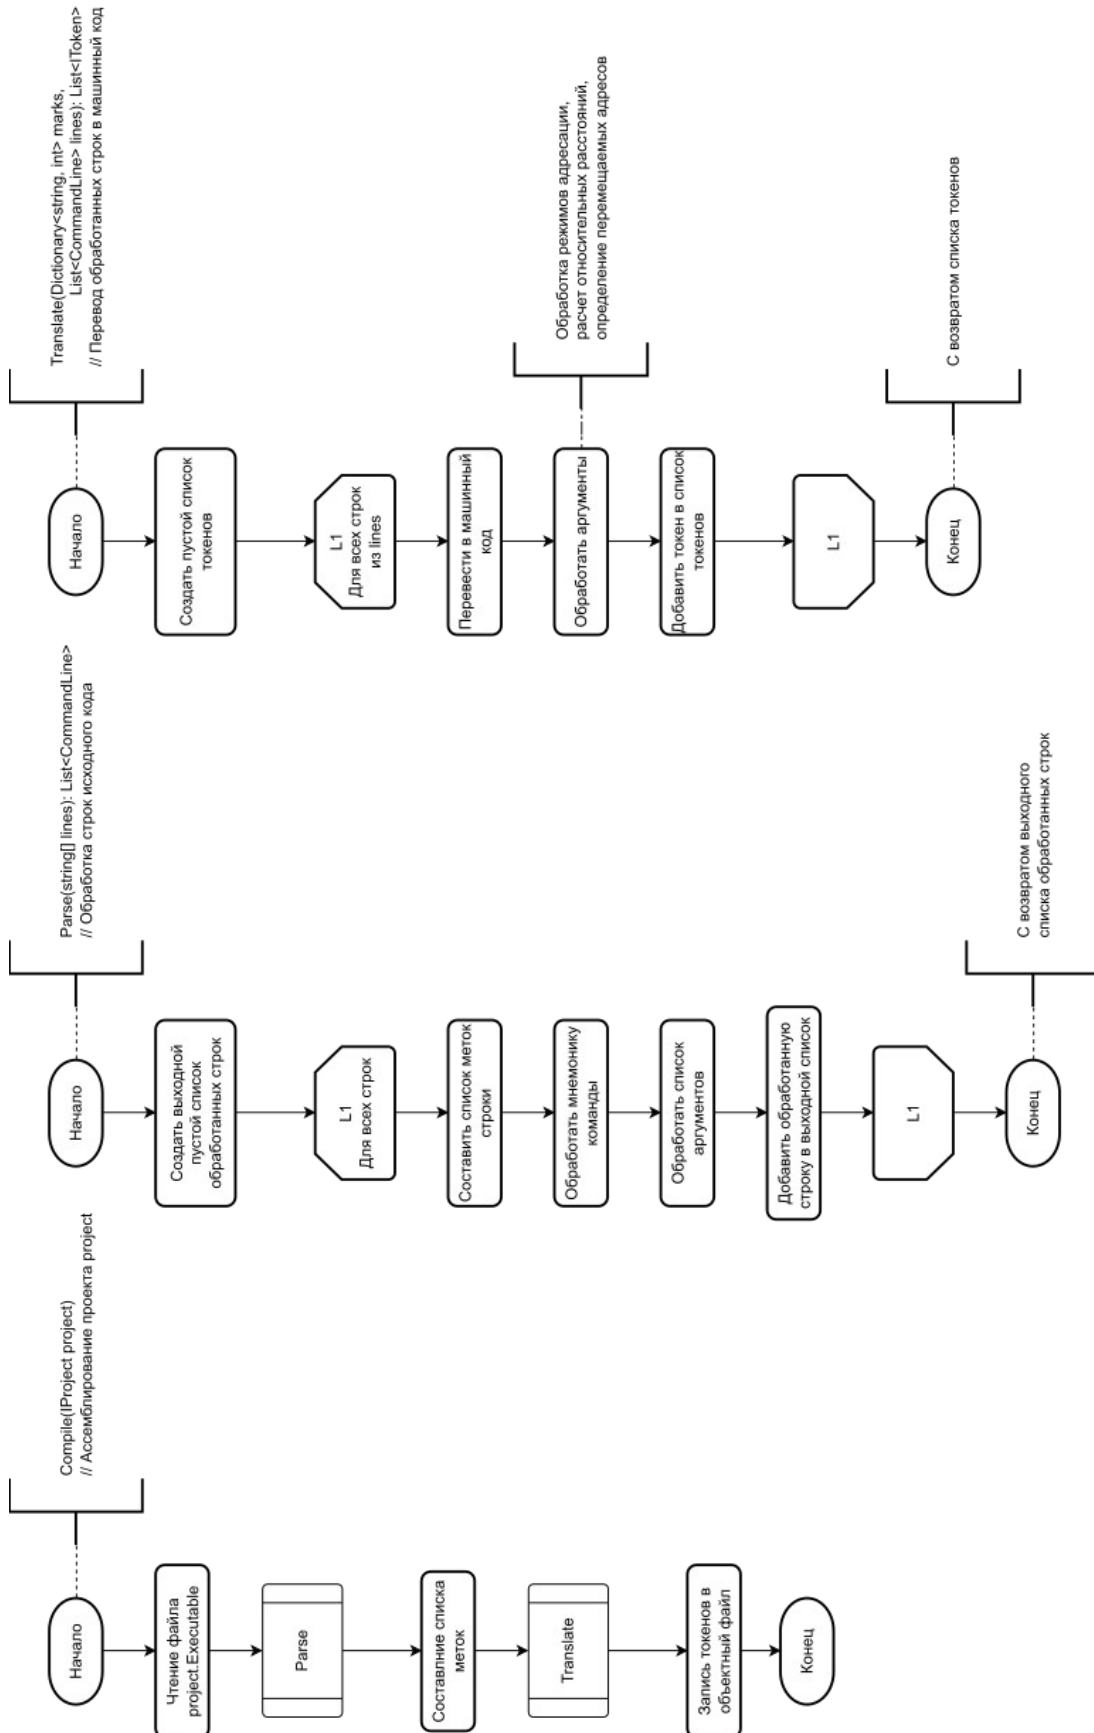 Compile(IProject project)
// Ассемблирование проекта project
Начало
Чтение файла
project.Executable
Parse
Составлние списка
меток
Translate
Запись токенов в
объектный файл
Конец
Parse(string[] lines): List<CommandLine>
// Обработка строк исходного кода
Начало
Создать выходной
пустой список
обработанных строк
L1
Для всех строк
Составить список меток
строки
Обработать мнемонику
команды
Обработать список
аргументов
Добавить обработанную
строку в выходной список
L1
Конец
С возвратом выходного
списка обработанных строк
Translate(Dictionary<string, int> marks,
List<CommandLine> lines): List<IToken>
// Перевод обработанных строк в машинный код
Начало
Создать пустой список
токенов
L1
Для всех строк
из lines
Перевести в машинный
код
Обработать аргументы
Обработка режимов адресации,
расчет относительных расстояний,
определение перемещаемых адресов
Добавить токен в список
токенов
L1
Конец
С возвратом списка токенов